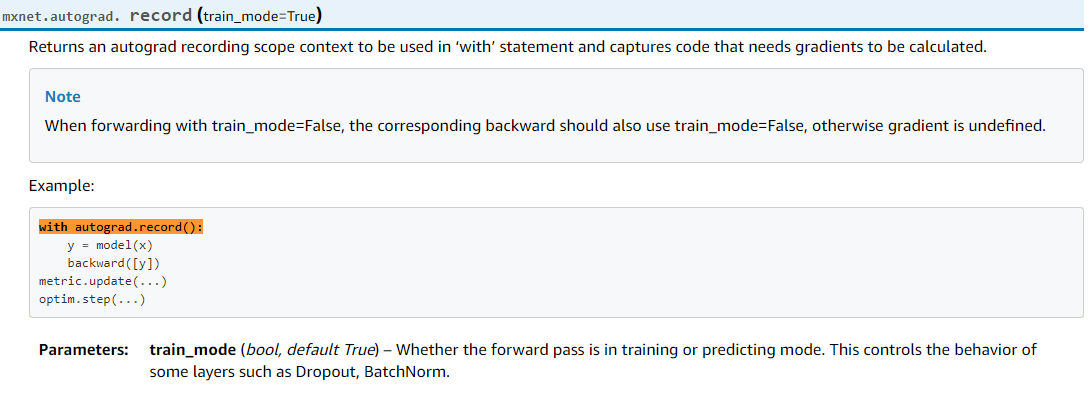 mxnet.autograd. record (train_mode=True)
Returns an autograd recording scope context to be used in ‘with’ statement and captures code that needs gradients to be calculated.
Note
When forwarding with train_mode=False, the corresponding backward should also use train_mode=False, otherwise gradient is undefined.
Example:
with autograd.record():
    y = model(x)
    backward([y])
metric.update(...)
optim.step(...)
Parameters: train_mode (bool, default True) – Whether the forward pass is in training or predicting mode. This controls the behavior of
some layers such as Dropout, BatchNorm.